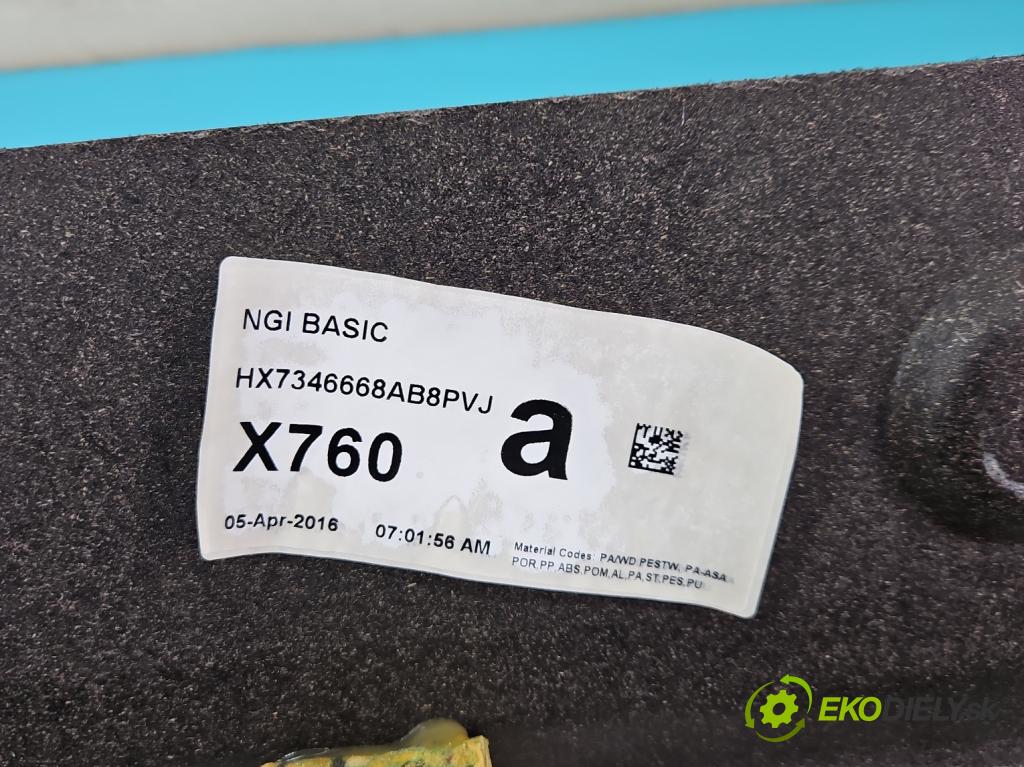 NGI BASIC
HX7346668AB8PVJ
X760
a
05-Apr-2016 07:01:56 AM
Material Codes: PA/WD,PESTW, PA-ASA
POR,PP,ABS,POM,AL,PA,ST,PES,PU
EKODIELY.sk